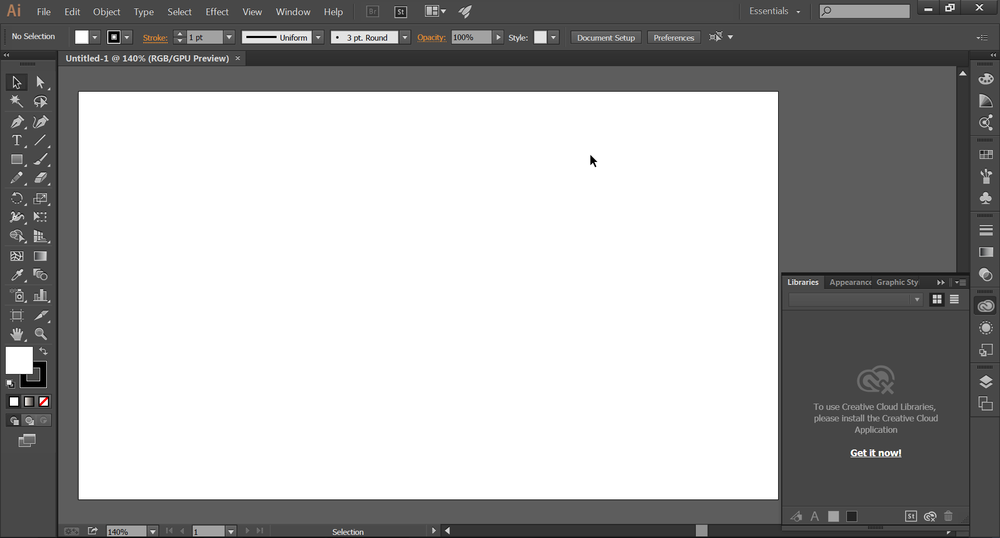 Ai File Edit Object Type Select Effect View Window Help Br St Essentials
No Selection Stroke: 1 pt Uniform 3 pt. Round Opacity: 100% Style: Document Setup Preferences
Untitled-1 @ 140% (RGB/GPU Preview)
Libraries Appearance Graphic Sty
To use Creative Cloud Libraries,
please install the Creative Cloud
Application
Get it now!
St
140% 1 Selection